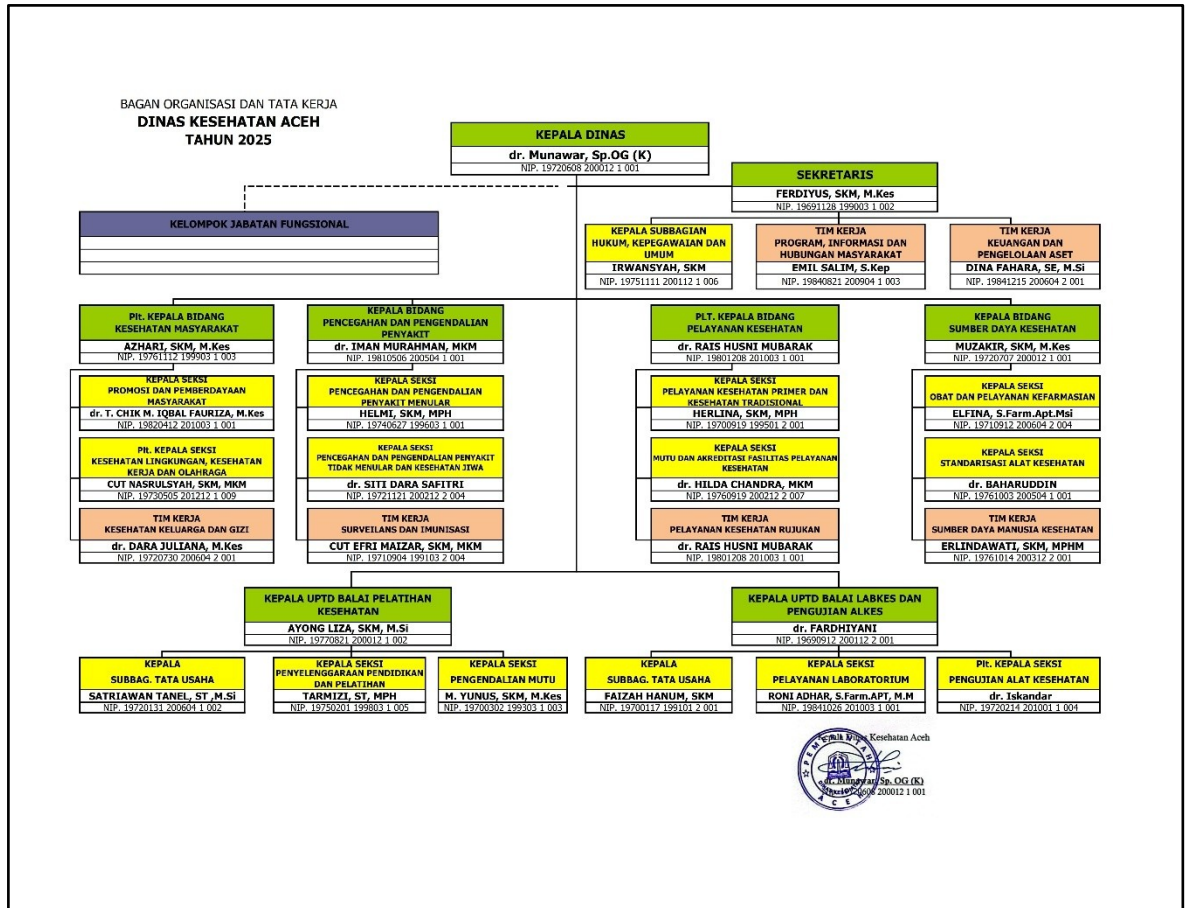 BAGAN ORGANISASI DAN TATA KERJA
DINAS KESEHATAN ACEH
TAHUN 2025
KEPALA DINAS
dr. Munawar, Sp.OG (K)
NIP. 19720608 200012 1 001
SEKRETARIS
FERDIYUS, SKM, M.Kes
NIP. 19691128 199003 1 002
KELOMPOK JABATAN FUNGSIONAL
KEPALA SUBBAGIAN
HUKUM, KEPEGAWAIAN DAN
UMUM
IRWANSYAH, SKM
NIP. 19751111 200112 1 006
TIM KERJA
PROGRAM, INFORMASI DAN
HUBUNGAN MASYARAKAT
EMIL SALIM, S.Kep
NIP. 19840821 200904 1 003
TIM KERJA
KEUANGAN DAN
PENGELOLAAN ASET
DINA FAHARA, SE, M.Si
NIP. 19841215 200604 2 001
Plt. KEPALA BIDANG
KESEHATAN MASYARAKAT
AZHARI, SKM, M.Kes
NIP. 19761112 199903 1 003
KEPALA SEKSI
PROMOSI DAN PEMBERDAYAAN
MASYARAKAT
dr. T. CHIK M. IQBAL FAURIZA, M.Kes
NIP. 19820412 201003 1 001
Plt. KEPALA SEKSI
KESEHATAN LINGKUNGAN, KESEHATAN
KERJA DAN OLAHRAGA
CUT NASRULSYAH, SKM, MKM
NIP. 19730505 201212 1 009
TIM KERJA
KESEHATAN KELUARGA DAN GIZI
dr. DARA JULIANA, M.Kes
NIP. 19720730 200604 2 001
KEPALA BIDANG
PENCEGAHAN DAN PENGENDALIAN
PENYAKIT
dr. IMAN MURAHMAN, MKM
NIP. 19810506 200504 1 001
KEPALA SEKSI
PENCEGAHAN DAN PENGENDALIAN
PENYAKIT MENULAR
HELMI, SKM, MPH
NIP. 19740627 199603 1 001
KEPALA SEKSI
PENCEGAHAN DAN PENGENDALIAN PENYAKIT
TIDAK MENULAR DAN KESEHATAN JIWA
dr. SITI DARA SAFITRI
NIP. 19721121 200212 2 004
TIM KERJA
SURVEILANS DAN IMUNISASI
CUT EFRI MAIZAR, SKM, MKM
NIP. 19710904 199103 2 004
PLT. KEPALA BIDANG
PELAYANAN KESEHATAN
dr. RAIS HUSNI MUBARAK
NIP. 19801208 201003 1 001
KEPALA SEKSI
PELAYANAN KESEHATAN PRIMER DAN
KESEHATAN TRADISIONAL
HERLINA, SKM, MPH
NIP. 19700919 199501 2 001
KEPALA SEKSI
MUTU DAN AKREDITASI FASILITAS PELAYANAN
KESEHATAN
dr. HILDA CHANDRA, MKM
NIP. 19760919 200212 2 007
TIM KERJA
PELAYANAN KESEHATAN RUJUKAN
dr. RAIS HUSNI MUBARAK
NIP. 19801208 201003 1 001
KEPALA BIDANG
SUMBER DAYA KESEHATAN
MUZAKIR, SKM, M.Kes
NIP. 19720707 200012 1 001
KEPALA SEKSI
OBAT DAN PELAYANAN KEFARMASIAN
ELFINA, S.Farm.Apt.Msi
NIP. 19710912 200604 2 004
KEPALA SEKSI
STANDARISASI ALAT KESEHATAN
dr. BAHARUDDIN
NIP. 19761003 200504 1 001
TIM KERJA
SUMBER DAYA MANUSIA KESEHATAN
ERLINDAWATI, SKM, MPHM
NIP. 19761014 200312 2 001
KEPALA UPTD BALAI PELATIHAN
KESEHATAN
AYONG LIZA, SKM, M.Si
NIP. 19770821 200012 1 002
KEPALA
SUBBAG. TATA USAHA
SATRIAWAN TANEL, ST ,M.Si
NIP. 19720131 200604 1 002
KEPALA SEKSI
PENYELENGGARAAN PENDIDIKAN
DAN PELATIHAN
TARMIZI, ST, MPH
NIP. 19750201 199803 1 005
KEPALA SEKSI
PENGENDALIAN MUTU
M. YUNUS, SKM, M.Kes
NIP. 19700302 199303 1 003
KEPALA UPTD BALAI LABKES DAN
PENGUJIAN ALKES
dr. FARDHIYANI
NIP. 19690912 200112 2 001
KEPALA
SUBBAG. TATA USAHA
FAIZAH HANUM, SKM
NIP. 19700117 199101 2 001
KEPALA SEKSI
PELAYANAN LABORATORIUM
RONI ADHAR, S.Farm.APT, M.M
NIP. 19841026 201003 1 001
Plt. KEPALA SEKSI
PENGUJIAN ALAT KESEHATAN
dr. Iskandar
NIP. 19720214 201001 1 004
Kepala Dinas Kesehatan Aceh
PEMERINTAH
ACEH
dr. Munawar, Sp. OG (K)
200012 1 001